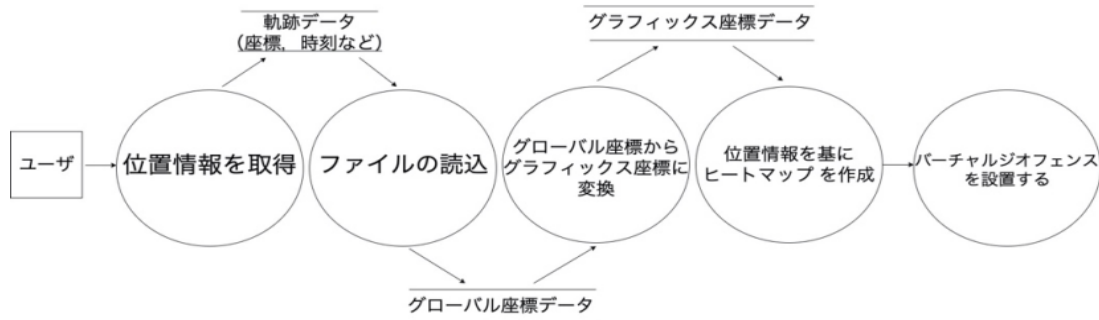 軌跡データ
(座標，時刻など)
グラフィックス座標データ
ユーザ
位置情報を取得
ファイルの読込
グローバル座標から
グラフィックス座標に
変換
位置情報を基に
ヒートマップ を作成
バーチャルジオフェンス
を設置する
グローバル座標データ